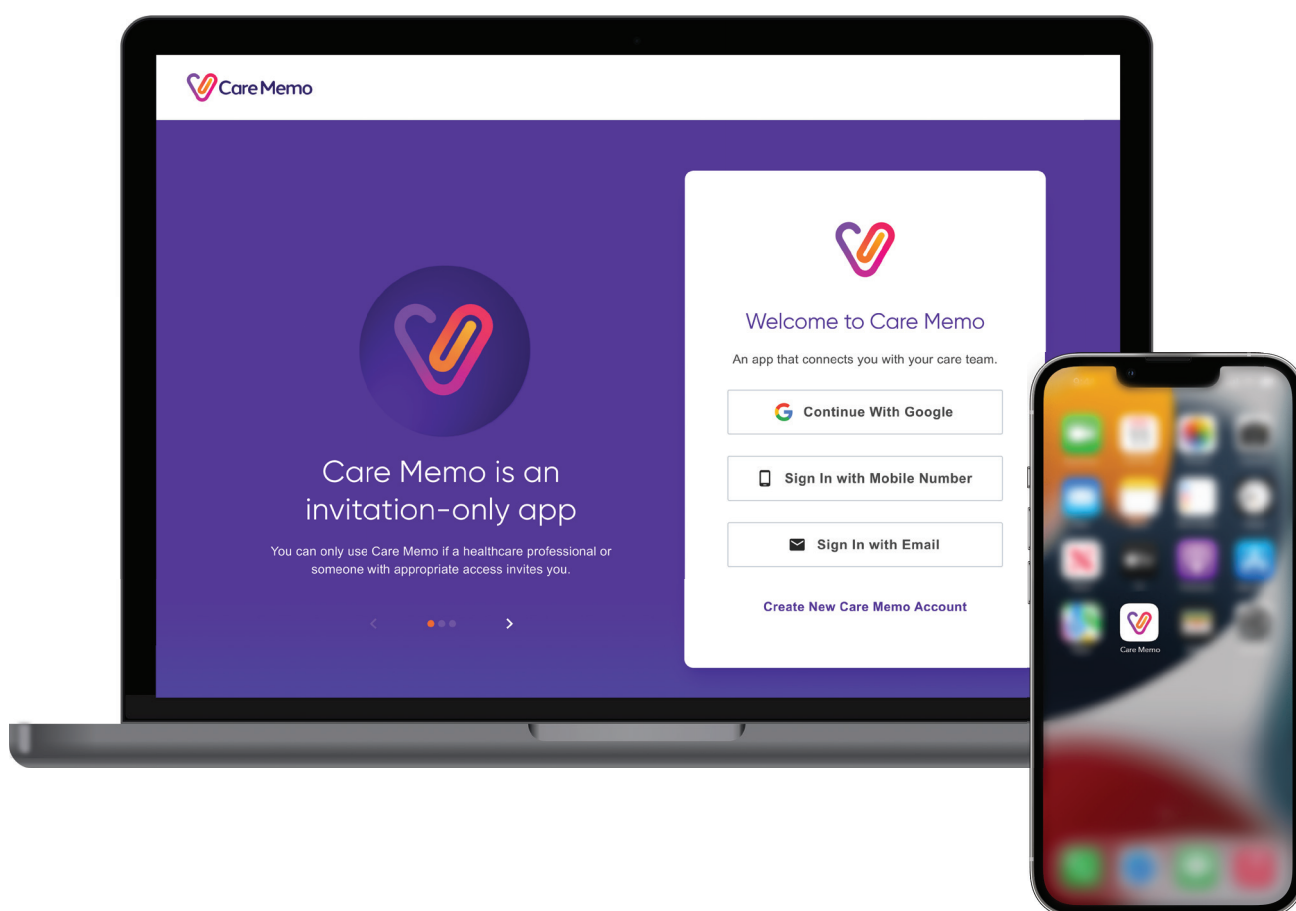 Care Memo
Care Memo is an
invitation-only app
You can only use Care Memo if a healthcare professional or
someone with appropriate access invites you.
Welcome to Care Memo
An app that connects you with your care team.
Continue With Google
Sign In with Mobile Number
Sign In with Email
Create New Care Memo Account
Care Memo